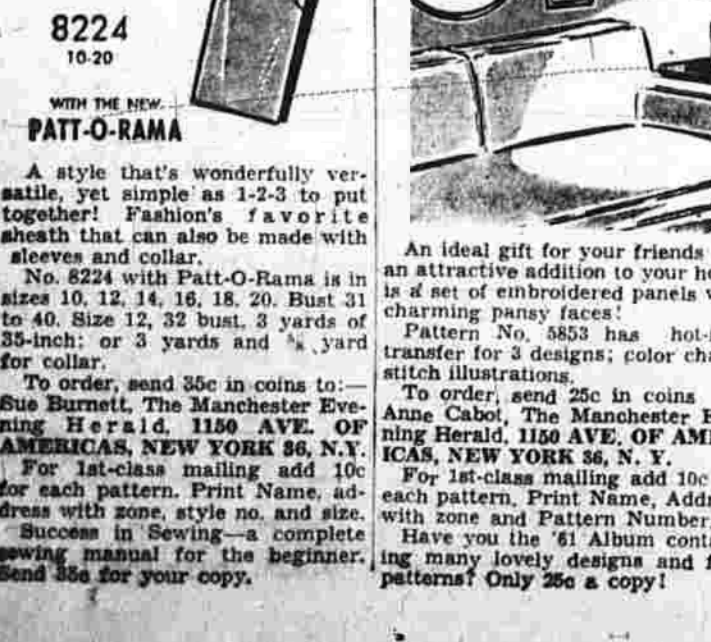 8224
10-20
WITH THE NEW
PATT-O-RAMA
A style that's wonderfully ver-
satile, yet simple as 1-2-3 to put
together! Fashion's favorite
sheath that can also be made with
sleeves and collar.
No. 8224 with Patt-O-Rama is in
sizes 10, 12, 14, 16, 18, 20. Bust 31
to 40. Size 12, 32 bust, 3 yards of
35-inch; or 3 yards and yard
for collar.
To order, send 35c in coins to:—
Sue Burnett, The Manchester Eve-
ning Herald, 1150 AVE. OF
AMERICAS, NEW YORK 36, N.Y.
For 1st-class mailing add 10c
for each pattern. Print Name, ad-
dress with zone, style no. and size.
Success in Sewing—a complete
sewing manual for the beginner.
Send 35c for your copy.
An ideal gift for your friends
an attractive addition to your
is a set of embroidered panels
charming pansy faces!
Pattern No. 5853 has hot-
transfer for 3 designs; color
stitch illustrations.
To order, send 25c in coins
Anne Cabot, The Manchester
ning Herald, 1150 AVE. OF AM
ICAS, NEW YORK 36, N. Y.
For 1st-class mailing add 10c
each pattern. Print Name, Addr
with zone and Pattern Number.
Have you the '61 Album cont
ing many lovely designs and
patterns? Only 25c a copy!